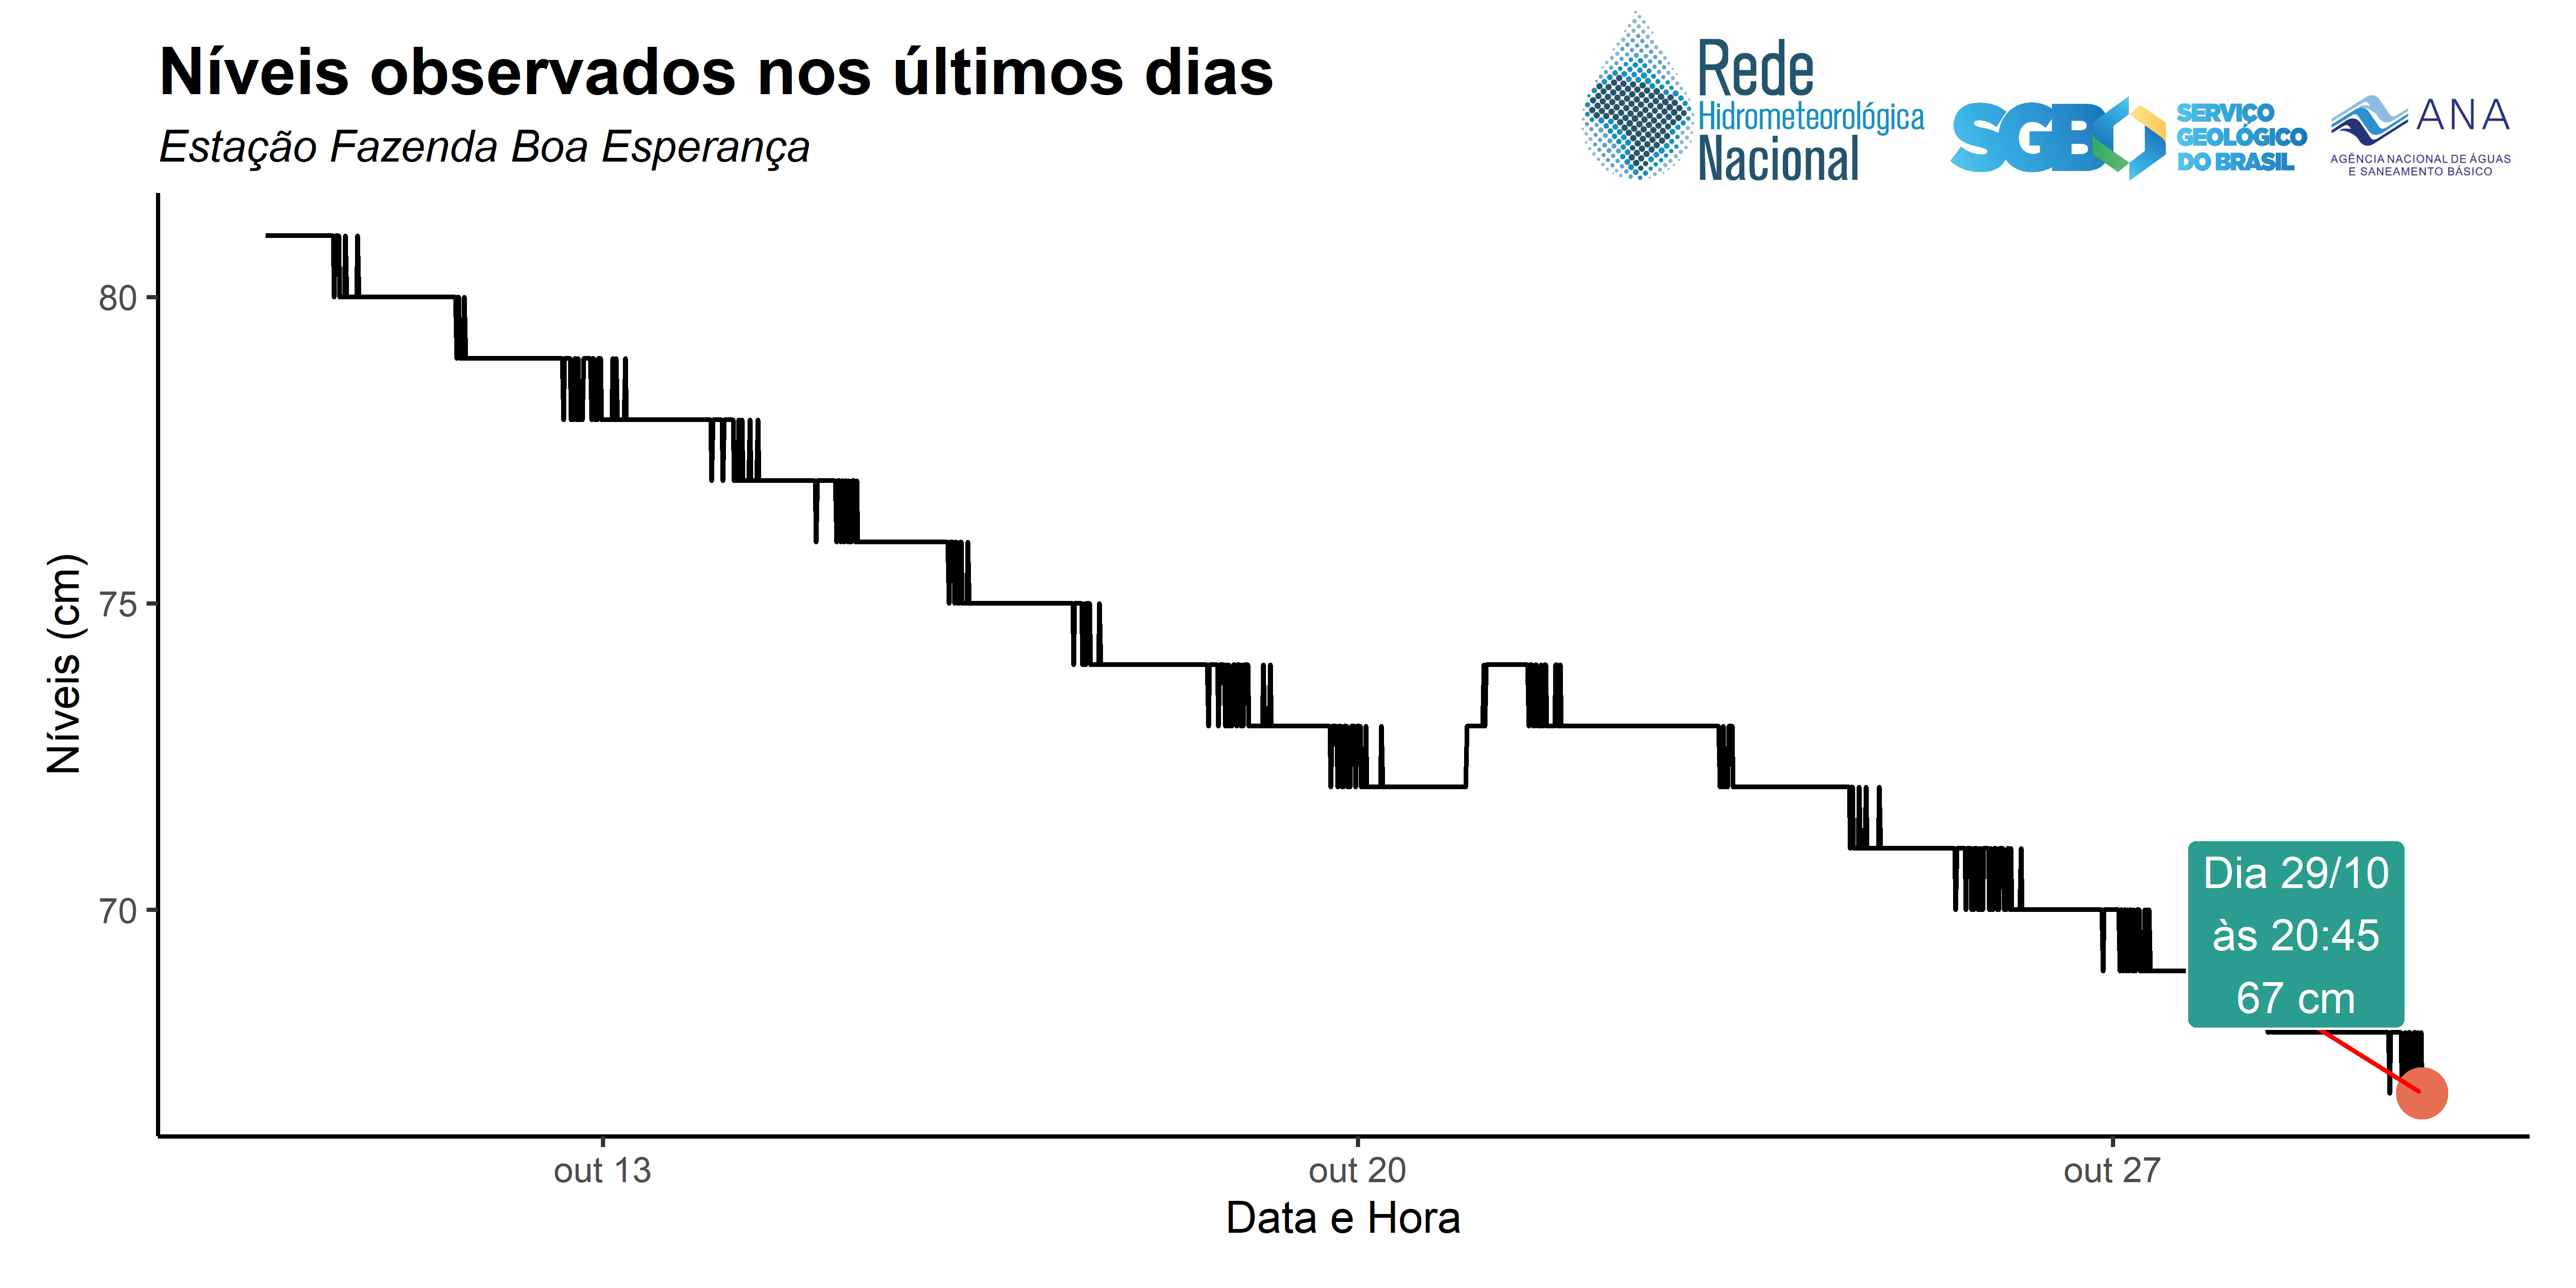 Níveis observados nos últimos dias
Estação Fazenda Boa Esperança
Rede
Hidrometeorológica
Nacional
SGB
SERVIÇO
GEOLÓGICO
DO BRASIL
ANA
AGÊNCIA NACIONAL DE ÁGUAS
E SANEAMENTO BÁSICO
Níveis (cm)
80
75
70
Dia 29/10
às 20:45
67 cm
out 13
out 20
out 27
Data e Hora